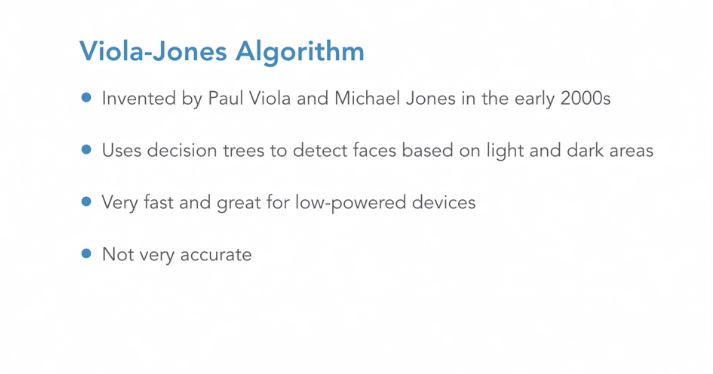 Viola-Jones Algorithm
Invented by Paul Viola and Michael Jones in the early 2000s
Uses decision trees to detect faces based on light and dark areas
Very fast and great for low-powered devices
Not very accurate